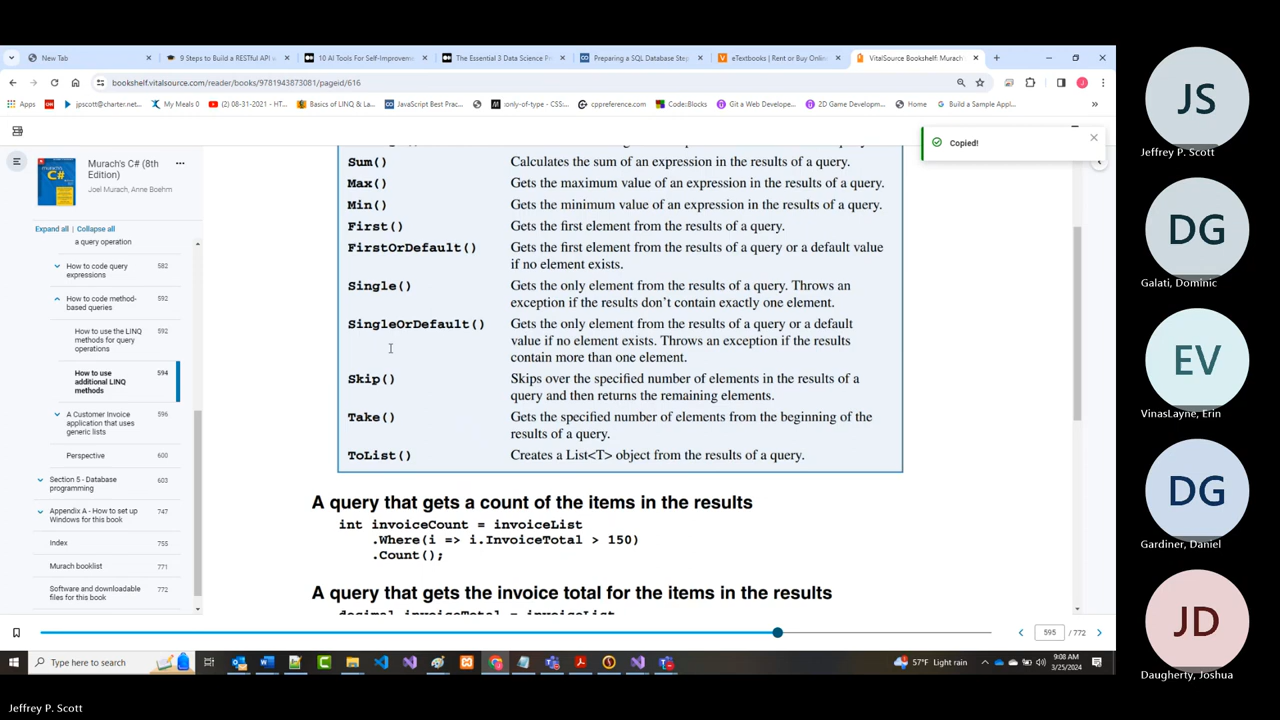 New Tab
9 Steps to Build a RESTful API
10 AI Tools For Self-Improveme
The Essential 3 Data Science Pr
Preparing a SQL Database Step
eTextbooks | Rent or Buy Online
VitalSource Bookshelf: Murach
bookshelf.vitalsource.com/reader/books/9781943873081/pageid/616
Apps
jpscott@charter.net
My Meals 0
(2) 08-31-2021 - HT...
Basics of LINQ & La...
JavaScript Best Prac...
:only-of-type - CSS:...
cppreference.com
Code::Blocks
Git a Web Develope...
2D Game Developm...
Home
Build a Sample Appl...
Copied!
Murach's C# (8th
Edition)
Joel Murach, Anne Boehm
Expand all | Collapse all
a query operation
How to code query
expressions
582
How to code method-
based queries
592
How to use the LINQ
methods for query
operations
592
How to use
additional LINQ
methods
594
A Customer Invoice
application that uses
generic lists
596
Perspective
600
Section 5 - Database
programming
603
Appendix A - How to set up
Windows for this book
747
Index
755
Murach booklist
771
Software and downloadable
files for this book
772
Sum() Calculates the sum of an expression in the results of a query.
Max() Gets the maximum value of an expression in the results of a query.
Min() Gets the minimum value of an expression in the results of a query.
First() Gets the first element from the results of a query.
FirstOrDefault() Gets the first element from the results of a query or a default value
if no element exists.
Single() Gets the only element from the results of a query. Throws an
exception if the results don't contain exactly one element.
SingleOrDefault() Gets the only element from the results of a query or a default
value if no element exists. Throws an exception if the results
contain more than one element.
Skip() Skips over the specified number of elements in the results of a
query and then returns the remaining elements.
Take() Gets the specified number of elements from the beginning of the
results of a query.
ToList() Creates a List<T> object from the results of a query.
A query that gets a count of the items in the results
int invoiceCount = invoiceList
.Where(i => i.InvoiceTotal > 150)
.Count();
A query that gets the invoice total for the items in the results
decimal invoiceTotal = invoiceList
595 / 772
Type here to search
57°F Light rain
9:08 AM
3/25/2024
JS
Jeffrey P. Scott
DG
Galati, Dominic
EV
VinasLayne, Erin
DG
Gardiner, Daniel
JD
Daugherty, Joshua
Jeffrey P. Scott